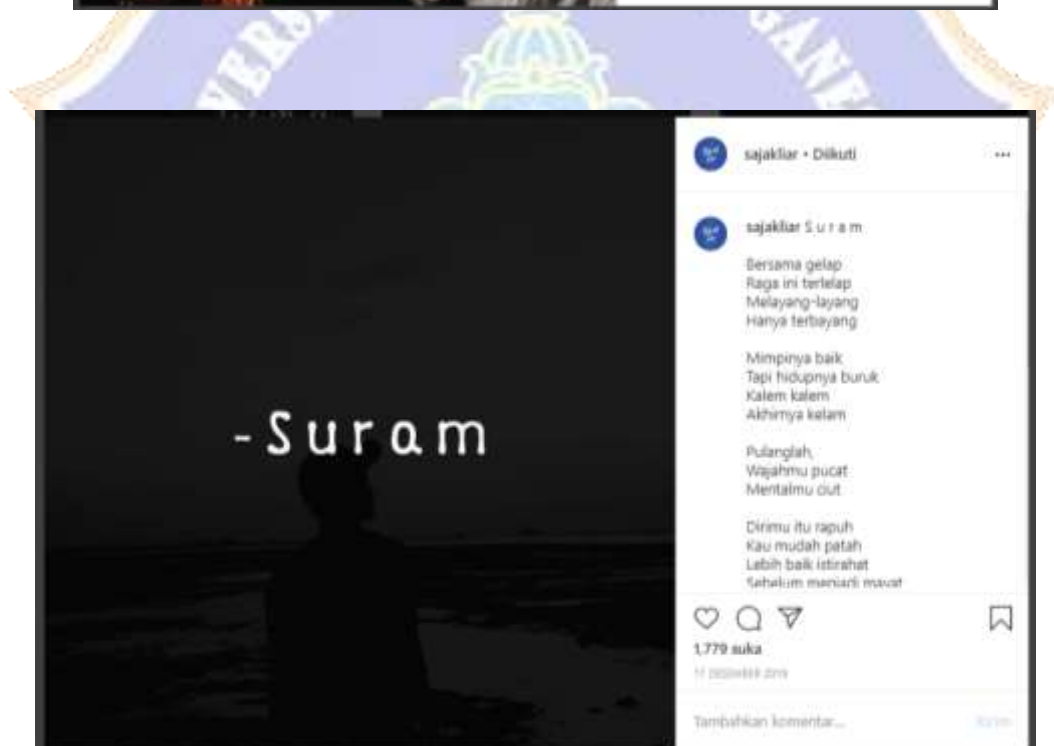 -Suram
sajakliar • Diikuti
sajakliar S u r a m
Bersama gelap
Raga ini terlelap
Melayang-layang
Hanya terbayang
Mimpinya baik
Tapi hidupnya buruk
Kalem kalem
Akhirnya kelam
Pulanglah,
Wajahmu pucat
Mentalmu ciut
Dirimu itu rapuh
Kau mudah patah
Lebih baik istirahat
Sebelum menjadi mayat
1,779 suka
Tambahkan komentar...